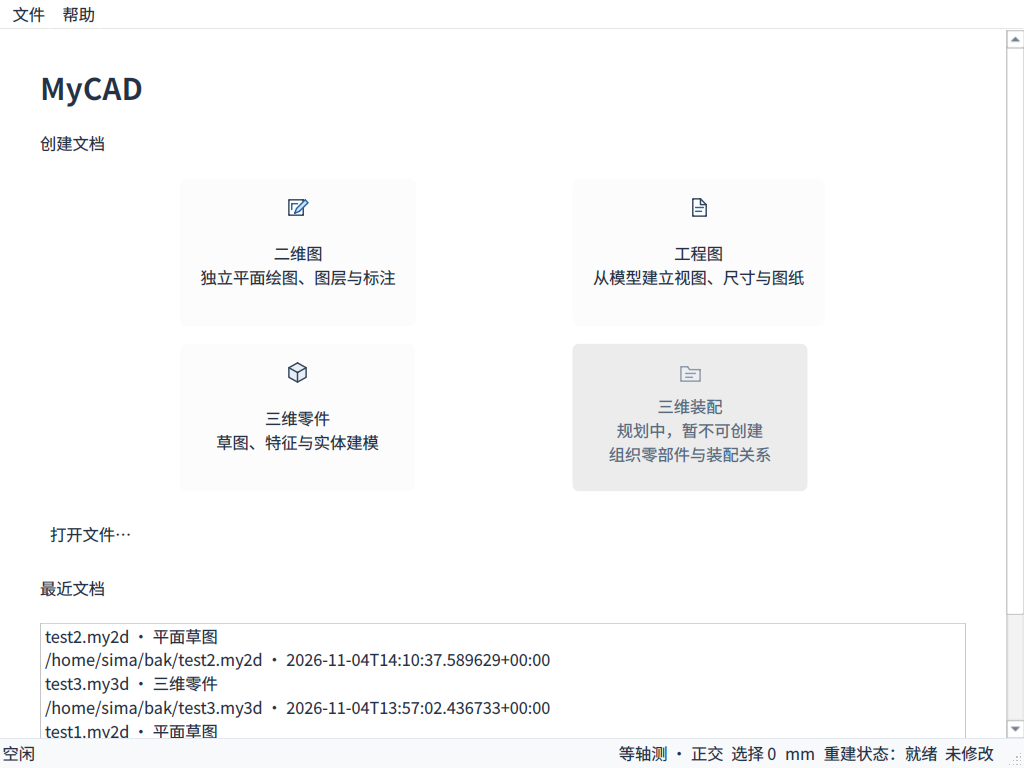 文件 帮助
MyCAD
创建文档
二维图
独立平面绘图、图层与标注
工程图
从模型建立视图、尺寸与图纸
三维零件
草图、特征与实体建模
三维装配
规划中，暂不可创建
组织零部件与装配关系
打开文件…
最近文档
test2.my2d · 平面草图
/home/sima/bak/test2.my2d · 2026-11-04T14:10:37.589629+00:00
test3.my3d · 三维零件
/home/sima/bak/test3.my3d · 2026-11-04T13:57:02.436733+00:00
test1.my2d · 平面草图
空闲
等轴测 · 正交 选择 0 mm 重建状态：就绪 未修改